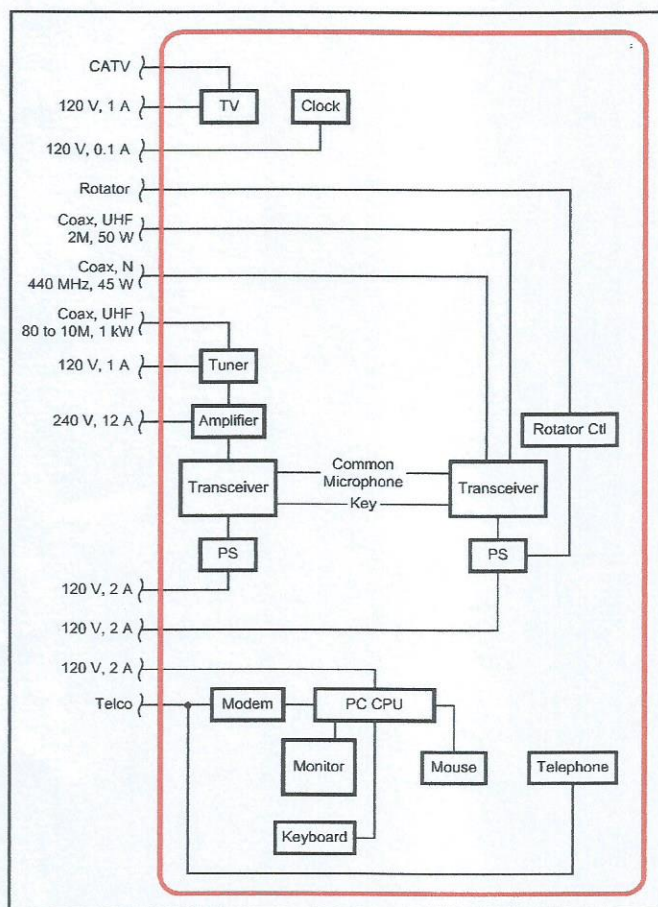 CATV
120 V, 1 A
TV
Clock
120 V, 0.1 A
Rotator
Coax, UHF
2M, 50 W
Coax, N
440 MHz, 45 W
Coax, UHF
80 to 10M, 1 kW
120 V, 1 A
Tuner
240 V, 12 A
Amplifier
Rotator Ctl
Transceiver
Common
Microphone
Key
Transceiver
PS
PS
120 V, 2 A
120 V, 2 A
120 V, 2 A
Telco
Modem
PC CPU
Monitor
Mouse
Telephone
Keyboard